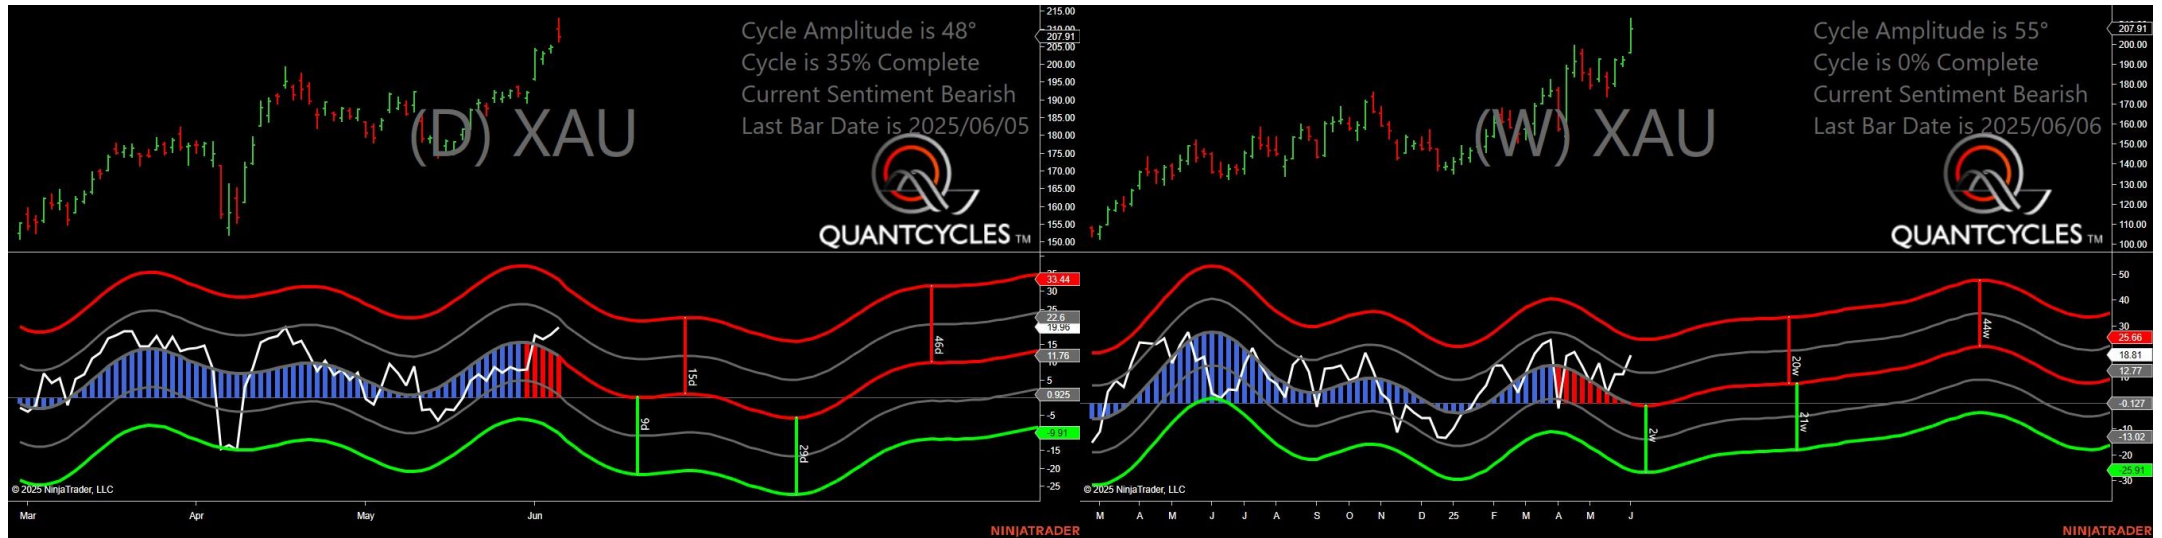 Cycle Amplitude is 48°
Cycle is 35% Complete
Current Sentiment Bearish
Last Bar Date is 2025/06/05
(D) XAU
QUANTCYCLES TM
215.00
210.00
207.91
205.00
200.00
195.00
190.00
185.00
180.00
175.00
170.00
165.00
160.00
155.00
150.00
33.44
30
25
22.6
19.96
15
11.76
5
0.925
-5
-9.91
-15
-20
-25
9d
15d
29d
46d
© 2025 NinjaTrader, LLC
Mar Apr May Jun
NINJATRADER
Cycle Amplitude is 55°
Cycle is 0% Complete
Current Sentiment Bearish
Last Bar Date is 2025/06/06
(W) XAU
QUANTCYCLES TM
207.91
200.00
190.00
180.00
170.00
160.00
150.00
140.00
130.00
120.00
110.00
100.00
50
40
30
25.66
18.81
12.77
-0.127
-13.02
-20
-25.91
-30
2w
20w
21w
44w
© 2025 NinjaTrader, LLC
M A M J J A S O N D 25 F M A M J
NINJATRADER